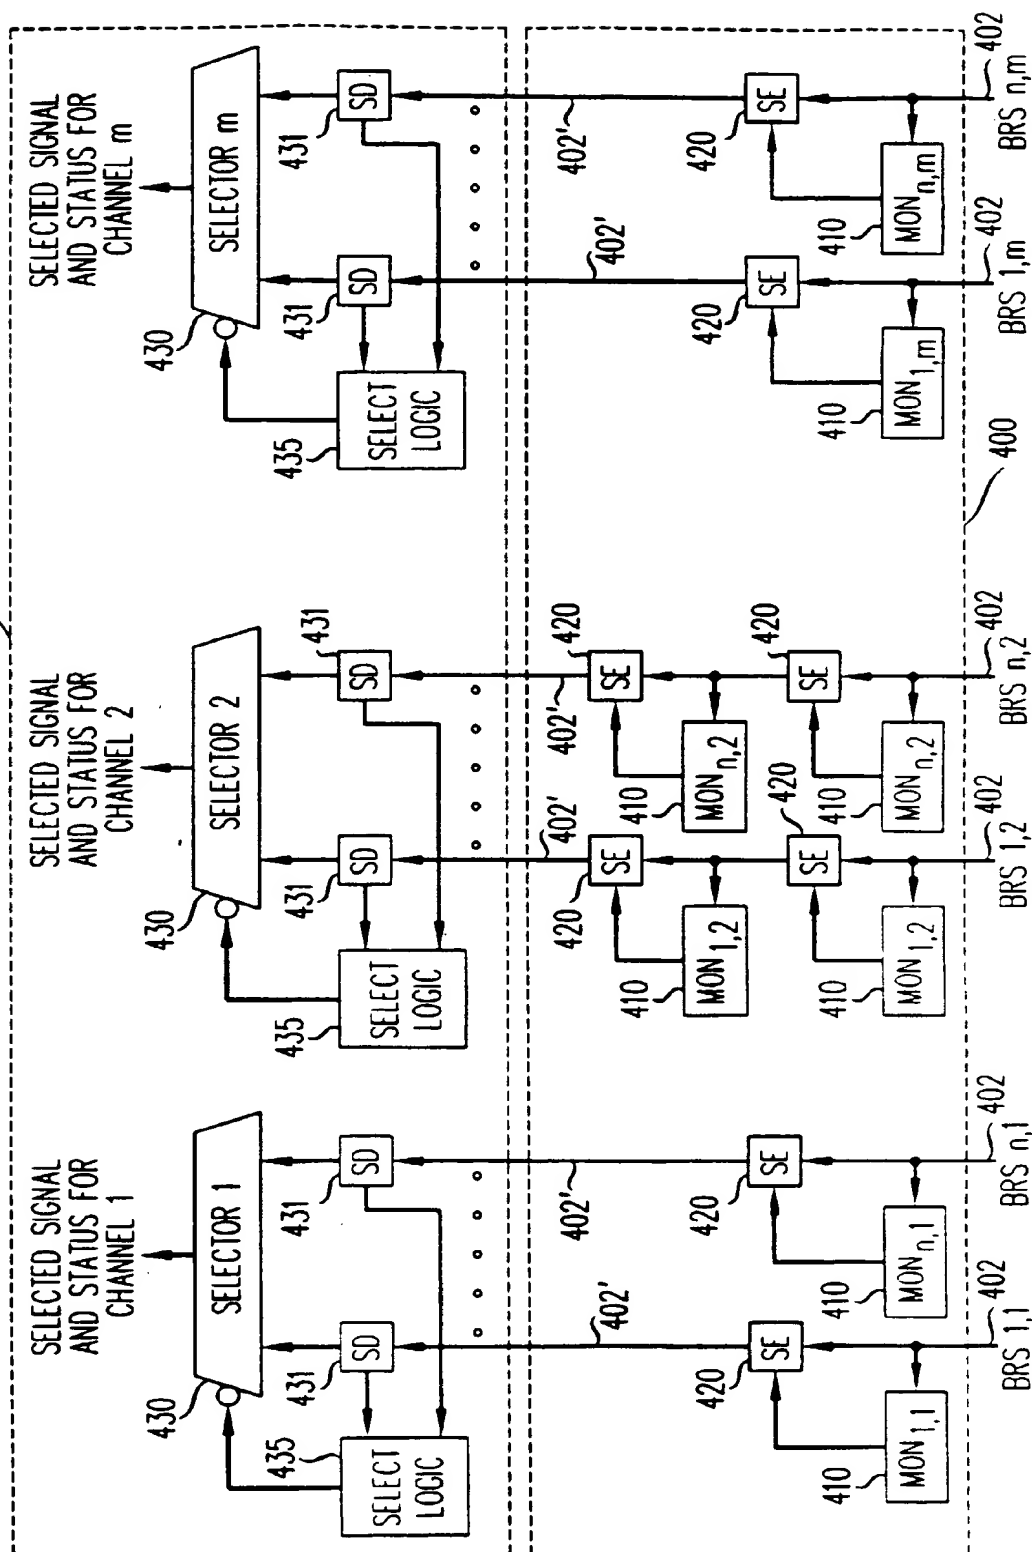 SELECTED SIGNAL
AND STATUS FOR
CHANNEL 1
SELECTED SIGNAL
AND STATUS FOR
CHANNEL 2
SELECTED SIGNAL
AND STATUS FOR
CHANNEL m
430
SELECTOR 1
430
SELECTOR 2
430
SELECTOR m
435
SELECT
LOGIC
431
SD
431
SD
435
SELECT
LOGIC
431
SD
431
SD
435
SELECT
LOGIC
431
SD
431
SD
402'
402'
402'
402'
402'
402'
420
SE
420
SE
420
SE
420
SE
420
SE
420
SE
410
MON1,2
410
MON n,2
420
SE
420
SE
410
MON1,1
410
MON n,1
410
MON1,2
410
MON n,2
410
MON1,m
410
MON n,m
400
402
402
402
402
402
402
BRS 1,1
BRS n,1
BRS 1,2
BRS n,2
BRS 1,m
BRS n,m